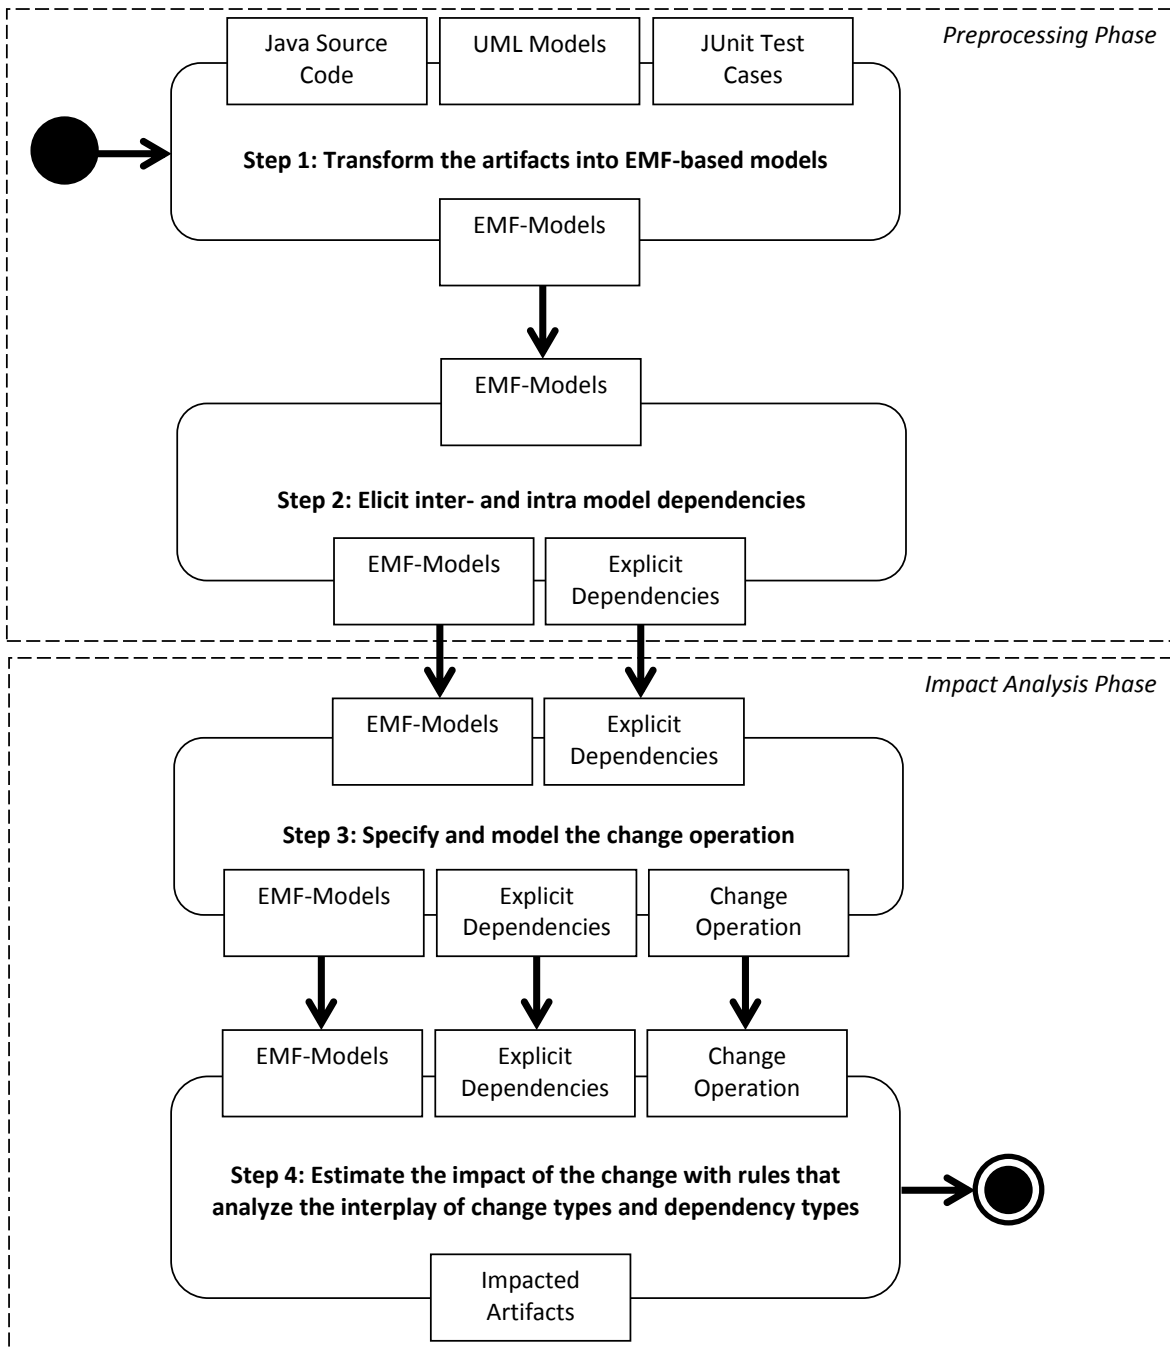 Preprocessing Phase
Java Source
Code
UML Models
JUnit Test
Cases
Step 1: Transform the artifacts into EMF-based models
EMF-Models
EMF-Models
Step 2: Elicit inter- and intra model dependencies
EMF-Models
Explicit
Dependencies
Impact Analysis Phase
EMF-Models
Explicit
Dependencies
Step 3: Specify and model the change operation
EMF-Models
Explicit
Dependencies
Change
Operation
EMF-Models
Explicit
Dependencies
Change
Operation
Step 4: Estimate the impact of the change with rules that
analyze the interplay of change types and dependency types
Impacted
Artifacts